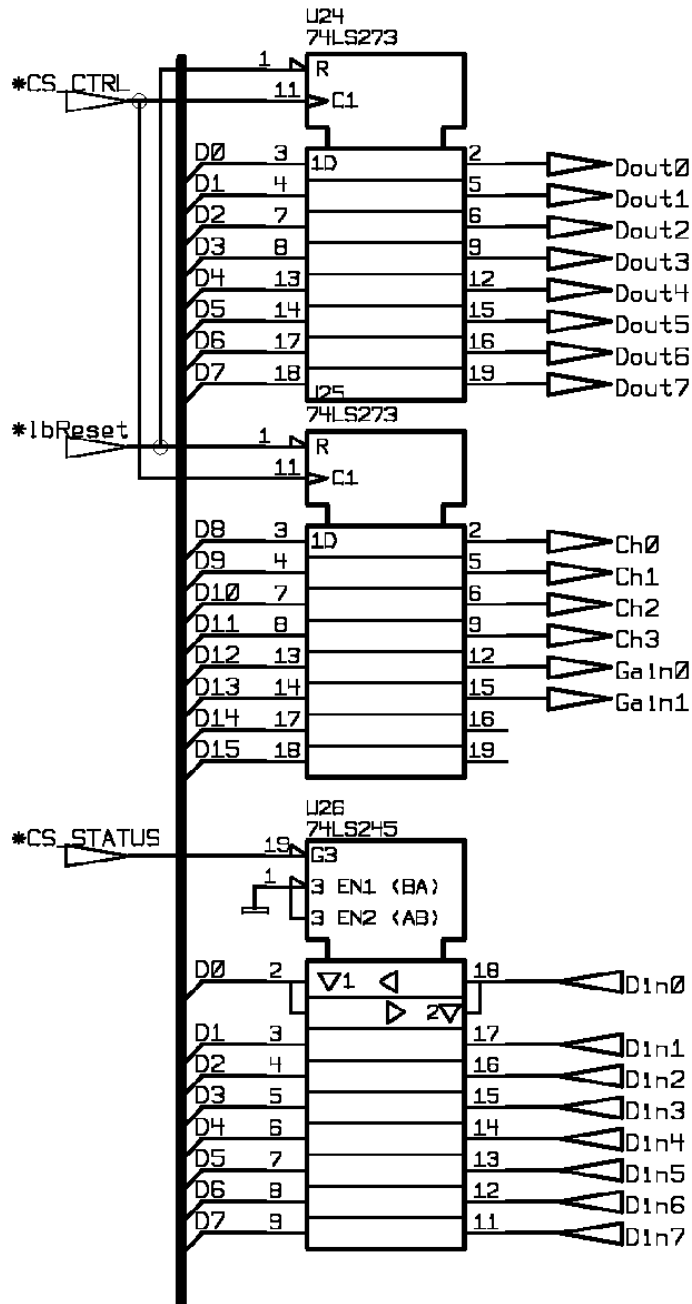 U24
74LS273
1 R
*CS_CTRL
11 C1
D0 3 1D 2 Dout0
D1 4 5 Dout1
D2 7 6 Dout2
D3 8 9 Dout3
D4 13 12 Dout4
D5 14 15 Dout5
D6 17 16 Dout6
D7 18 19 Dout7
U25
74LS273
*lbReset 1 R
11 C1
D8 3 1D 2 Ch0
D9 4 5 Ch1
D10 7 6 Ch2
D11 8 9 Ch3
D12 13 12 Gain0
D13 14 15 Gain1
D14 17 16
D15 18 19
U26
74LS245
*CS_STATUS 19 G3
1 3 EN1 (BA)
3 EN2 (AB)
D0 2 1 18 Din0
2
D1 3 17 Din1
D2 4 16 Din2
D3 5 15 Din3
D4 6 14 Din4
D5 7 13 Din5
D6 8 12 Din6
D7 9 11 Din7